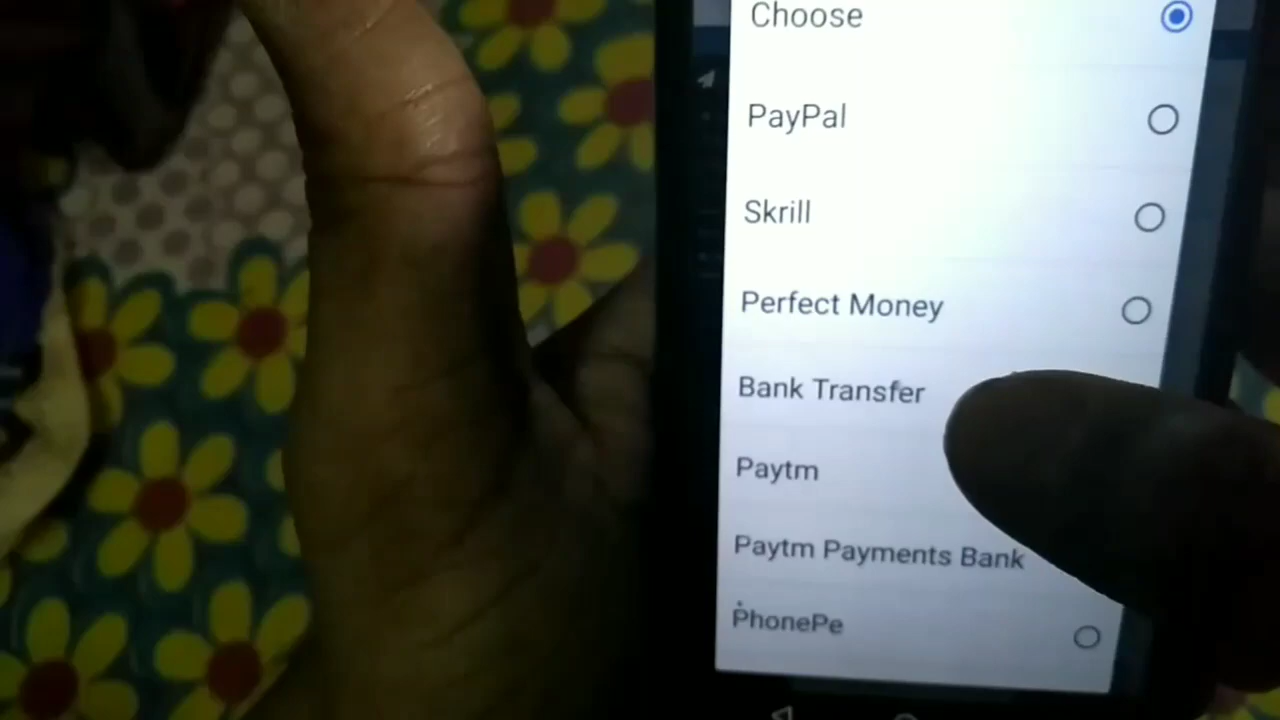 Choose
PayPal
Skrill
Perfect Money
Bank Transfer
Paytm
Paytm Payments Bank
PhonePe